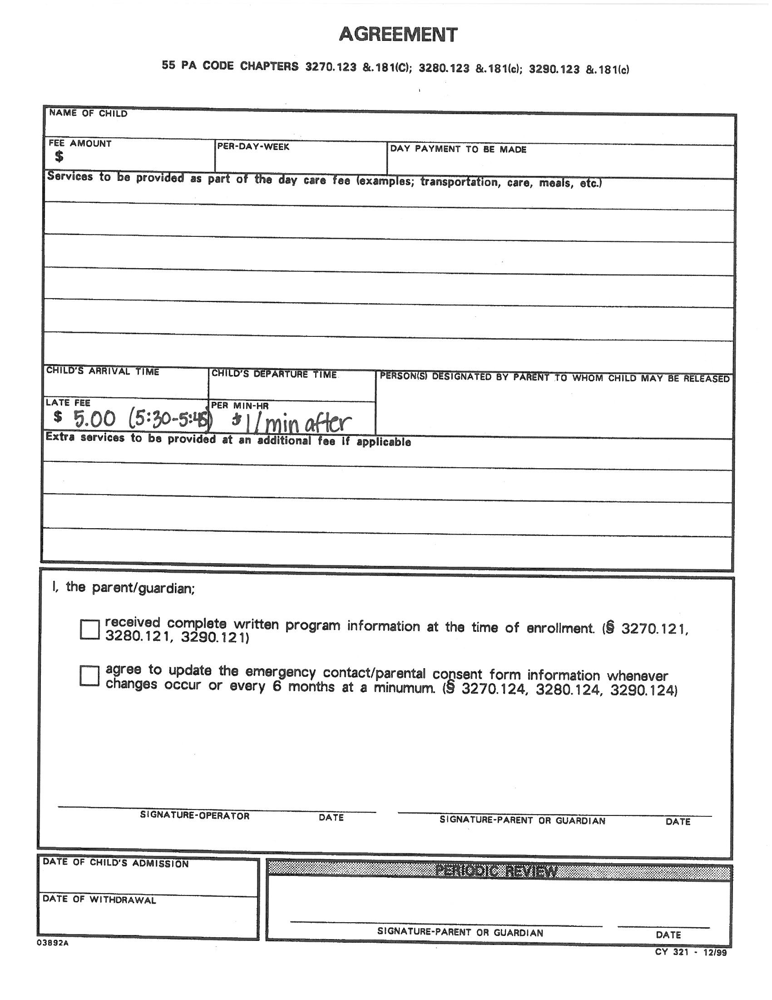 AGREEMENT
55 PA CODE CHAPTERS 3270.123 &.181(C); 3280.123 &.181(c); 3290.123 &.181(c)
NAME OF CHILD
FEE AMOUNT PER-DAY-WEEK DAY PAYMENT TO BE MADE
$
Services to be provided as part of the day care fee (examples; transportation, care, meals, etc.)
CHILD'S ARRIVAL TIME CHILD'S DEPARTURE TIME PERSON(S) DESIGNATED BY PARENT TO WHOM CHILD MAY BE RELEASED
LATE FEE PER MIN-HR
$ 5.00 (5:30-5:45) $1/min after
Extra services to be provided at an additional fee if applicable
I, the parent/guardian;
received complete written program information at the time of enrollment. (§ 3270.121,
3280.121, 3290.121)
agree to update the emergency contact/parental consent form information whenever
changes occur or every 6 months at a minumum. (§ 3270.124, 3280.124, 3290.124)
SIGNATURE-OPERATOR DATE SIGNATURE-PARENT OR GUARDIAN DATE
DATE OF CHILD'S ADMISSION PERIODIC REVIEW
DATE OF WITHDRAWAL
SIGNATURE-PARENT OR GUARDIAN DATE
03892A
CY 321 - 12/99